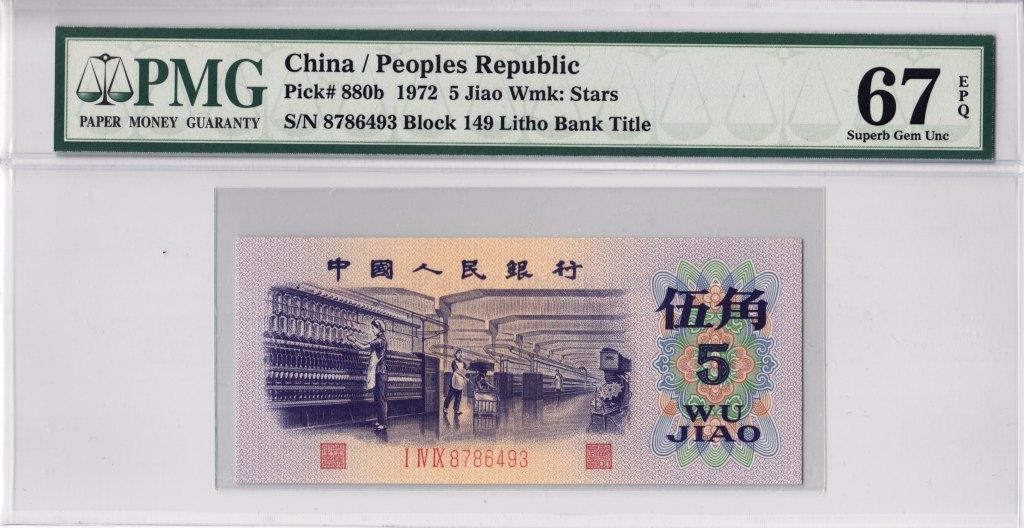 PMG
PAPER MONEY GUARANTY
China / Peoples Republic
Pick# 880b 1972 5 Jiao Wmk: Stars
S/N 8786493 Block 149 Litho Bank Title
67 EPQ
Superb Gem Unc
中國人民銀行
伍角
5
WU
JIAO
I IV IX 8786493